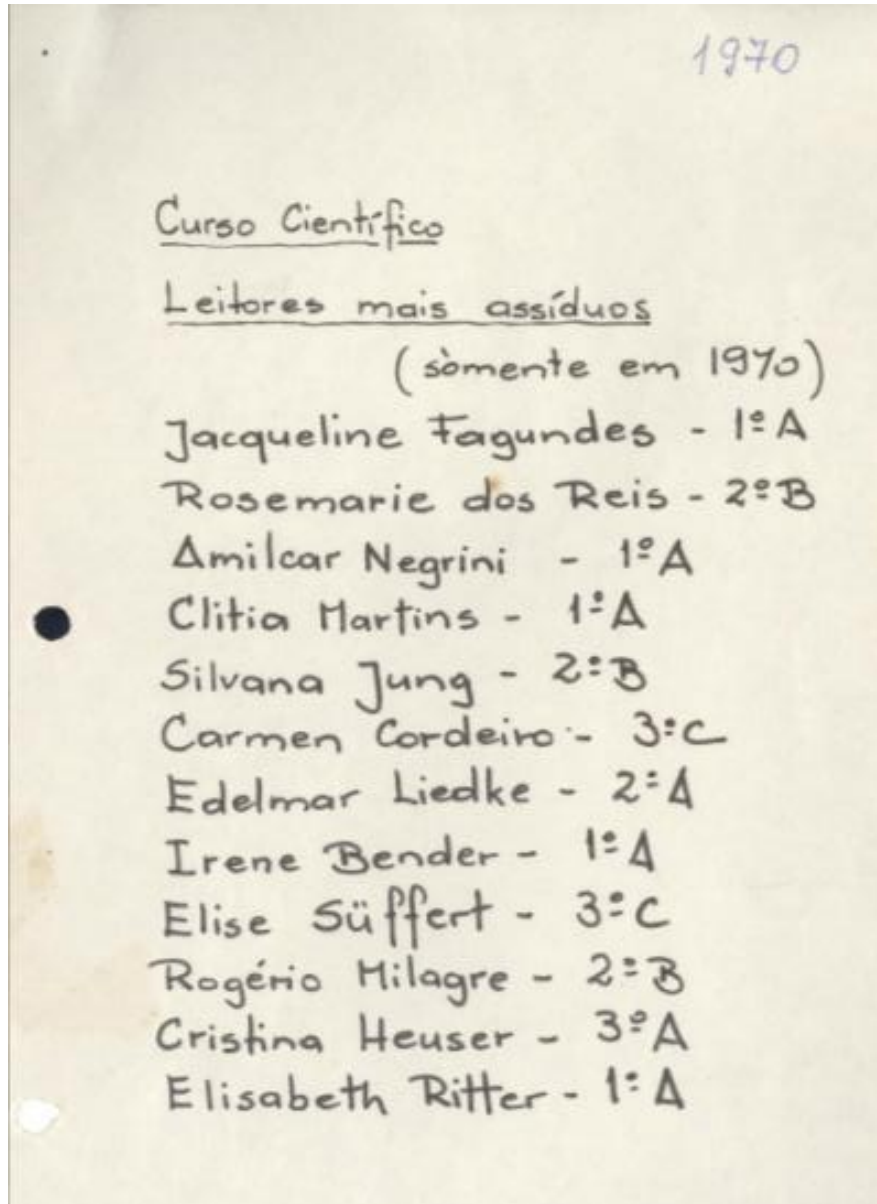 1970
Curso Científico
Leitores mais assíduos
(sòmente em 1970)
Jacqueline Fagundes - 1º A
Rosemarie dos Reis - 2º B
Amilcar Negrini - 1º A
Clitia Martins - 1º A
Silvana Jung - 2º B
Carmen Cordeiro - 3º C
Edelmar Liedke - 2º A
Irene Bender - 1º A
Elise Süffert - 3º C
Rogério Milagre - 2º B
Cristina Heuser - 3º A
Elisabeth Ritter - 1º A